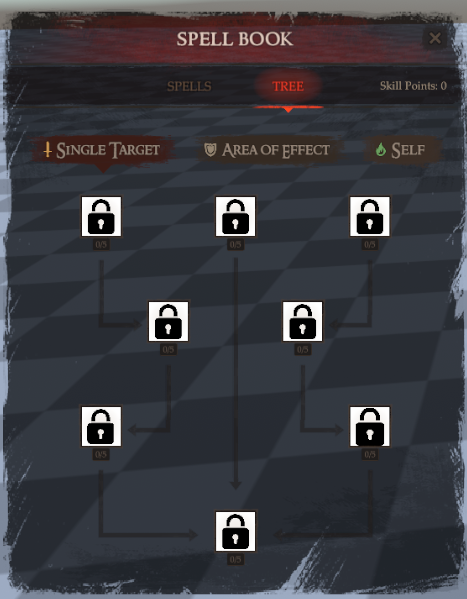 SPELL BOOK
SPELLS TREE Skill Points: 0
SINGLE TARGET AREA OF EFFECT SELF
0/5 0/5 0/5
0/5 0/5
0/5 0/5
0/5